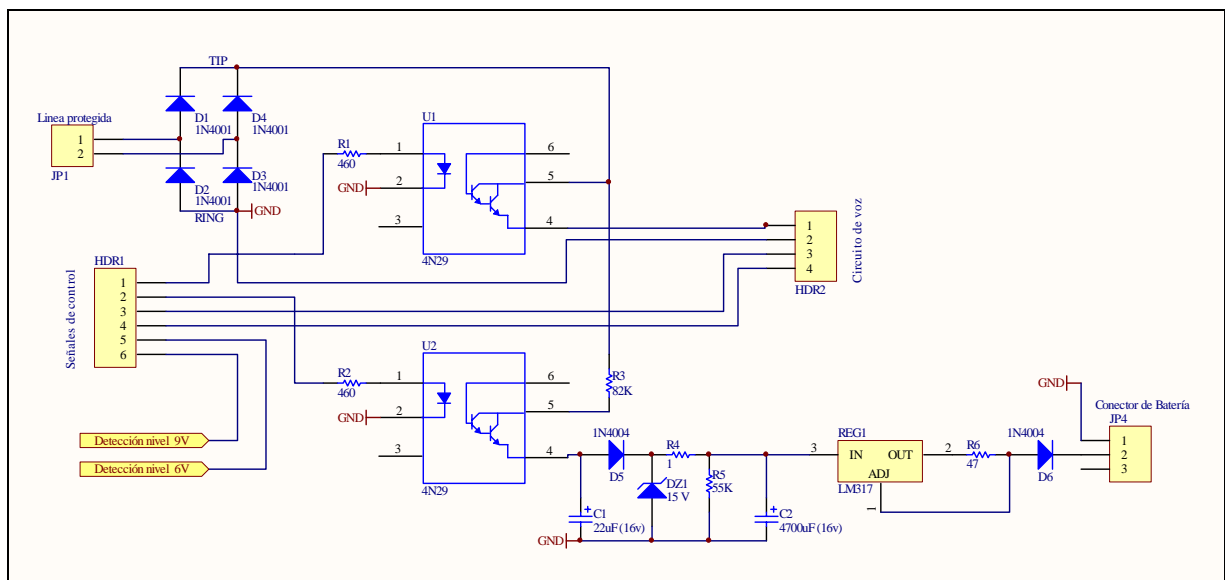 TIP
Linea protegida
1
2
JP1
D1
1N4001
D4
1N4001
D2
1N4001
D3
1N4001
RING
GND
R1
460
GND
U1
1
2
3
6
5
4
4N29
1
2
3
4
HDR2
Circuito de voz
HDR1
1
2
3
4
5
6
Señales de control
R2
460
GND
U2
1
2
3
6
5
4
4N29
R3
82K
Detección nivel 9V
Detección nivel 6V
1N4004
D5
R4
1
DZ1
15 V
R5
55K
C1
22uF (16v)
C2
4700uF (16v)
GND
REG1
3
IN
OUT
ADJ
2
1
LM317
R6
47
1N4004
D6
GND
Conector de Batería
JP4
1
2
3